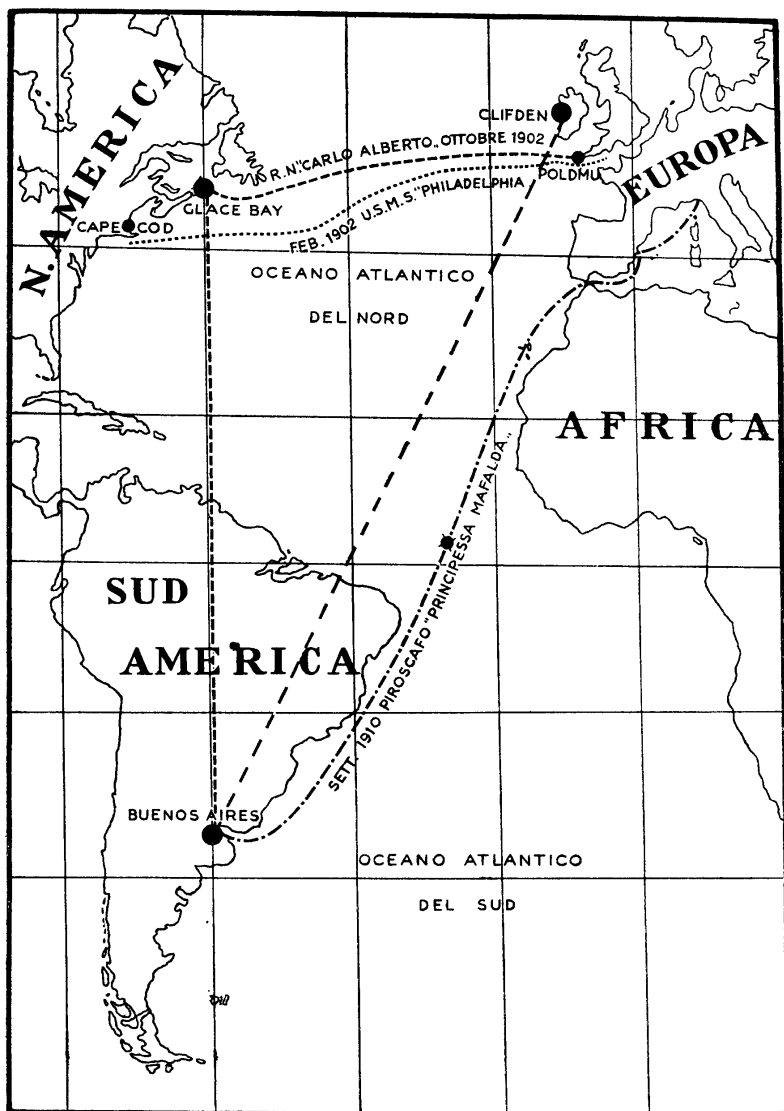 N. AMERICA
CLIFDEN
R.N."CARLO ALBERTO„ OTTOBRE 1902
POLDMU
EUROPA
GLACE BAY
CAPE COD
FEB. 1902 U.S.M.S."PHILADELPHIA
OCEANO ATLANTICO
DEL NORD
AFRICA
SUD
AMERICA
SETT. 1910 PIROSCAFO "PRINCIPESSA MAFALDA„
BUENOS AIRES
OCEANO ATLANTICO
DEL SUD